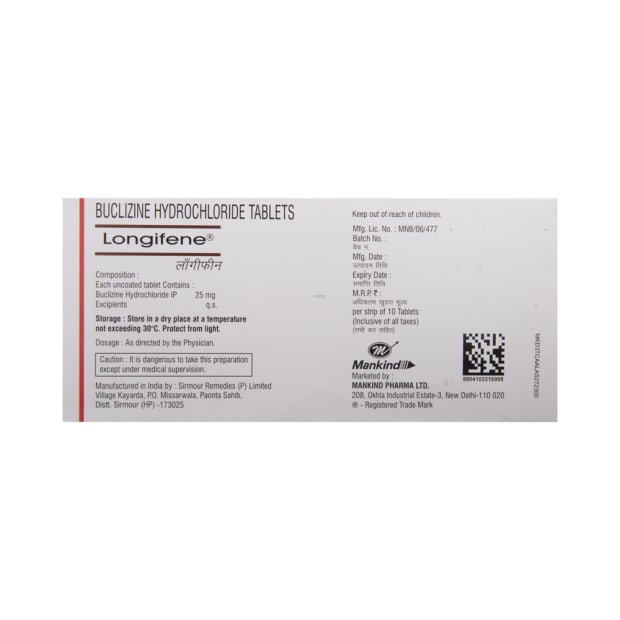 BUCLIZINE HYDROCHLORIDE TABLETS
Longifene®
लाँगीफीन
Composition :
Each uncoated tablet Contains :
Buclizine Hydrochloride IP 25 mg
Excipients q.s.
Storage : Store in a dry place at a temperature
not exceeding 30°C. Protect from light.
Dosage : As directed by the Physician.
Caution : It is dangerous to take this preparation
except under medical supervision.
Manufactured in India by : Sirmour Remedies (P) Limited
Village Kayarda, P.O. Missarwala, Paonta Sahib,
Distt. Sirmour (HP) -173025
Keep out of reach of children.
Mfg. Lic. No. : MNB/06/477
Batch No. :
बैच नं.
Mfg. Date :
उत्पादन तिथि
Expiry Date :
समाप्ति तिथि
M.R.P. ₹ :
अधिकतम खुदरा मूल्य
per strip of 10 Tablets
(Inclusive of all taxes)
(सभी कर सहित)
Mankind
Marketed by :
MANKIND PHARMA LTD.
208, Okhla Industrial Estate-3, New Delhi-110 020
® - Registered Trade Mark
8904103316995